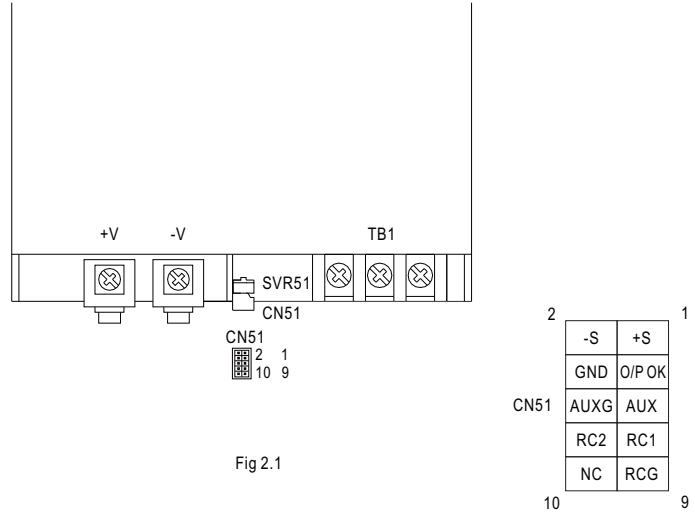 +V -V TB1
SVR51
CN51
CN51
2 1
10 9
Fig 2.1
2 1
-S +S
GND O/P OK
CN51 AUXG AUX
RC2 RC1
NC RCG
10 9